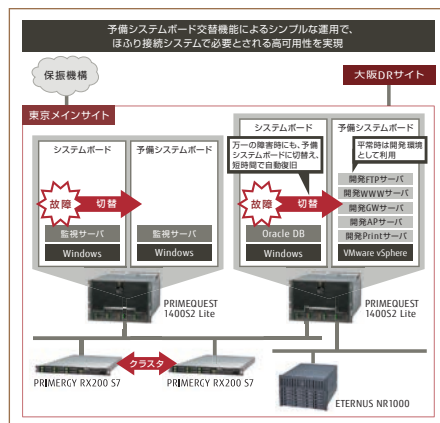 予備システムボード交替機能によるシンプルな運用で、
ほふり接続システムで必要とされる高可用性を実現
保振機構
大阪DRサイト
東京メインサイト
システムボード
予備システムボード
故障
切替
監視サーバ
Windows
監視サーバ
Windows
システムボード
予備システムボード
万一の障害時にも、予備
システムボードに切替え、
短時間で自動復旧
平常時は開発環境
として利用
故障
切替
Oracle DB
Windows
開発FTPサーバ
開発WWWサーバ
開発GWサーバ
開発APサーバ
開発Printサーバ
VMware vSphere
PRIMEQUEST
1400S2 Lite
PRIMEQUEST
1400S2 Lite
クラスタ
PRIMERGY RX200 S7
PRIMERGY RX200 S7
ETERNUS NR1000